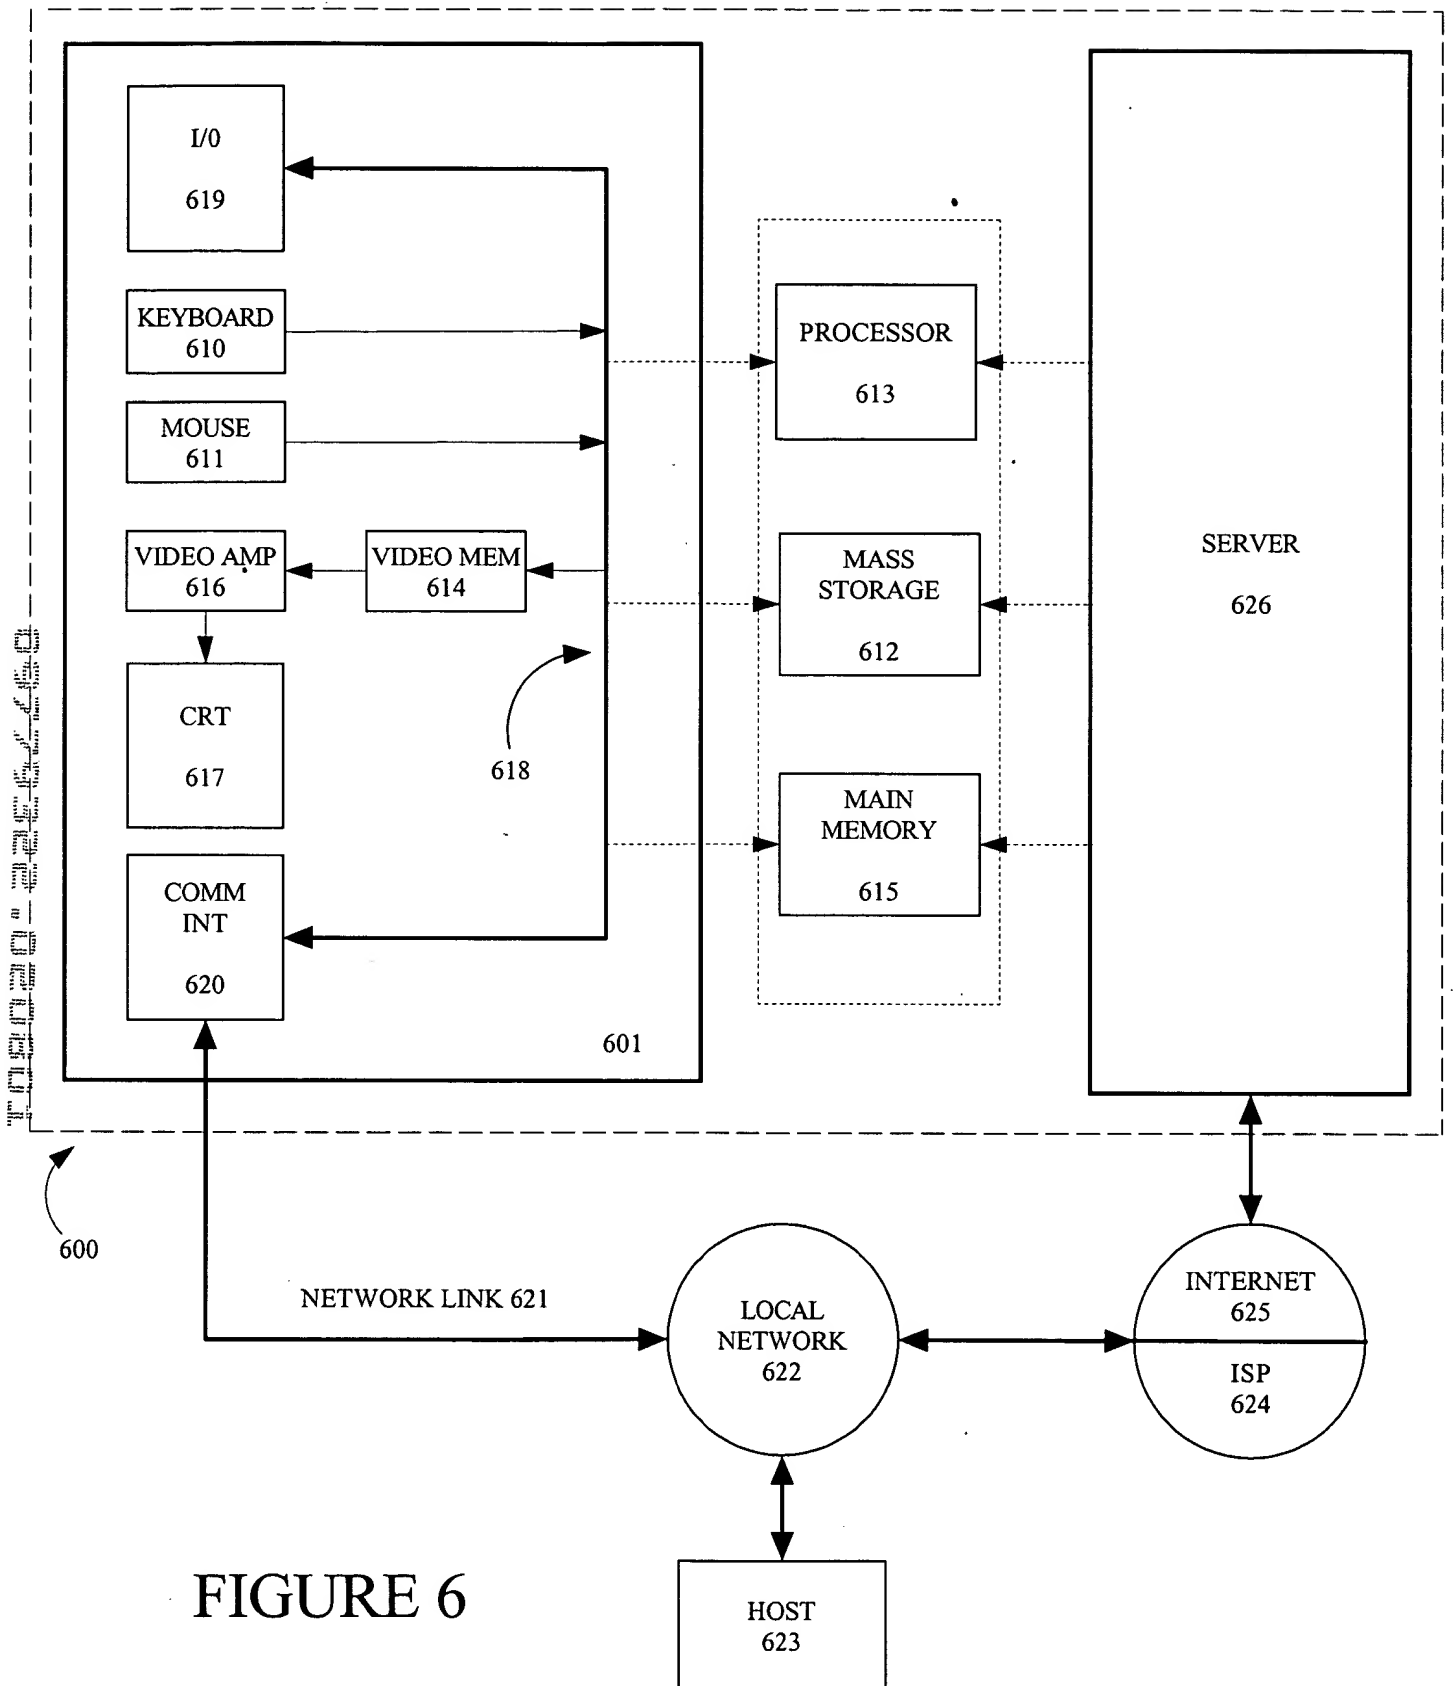 I/0
619
KEYBOARD
610
MOUSE
611
VIDEO AMP
616
VIDEO MEM
614
CRT
617
618
COMM
INT
620
601
PROCESSOR
613
MASS
STORAGE
612
MAIN
MEMORY
615
SERVER
626
600
NETWORK LINK 621
LOCAL
NETWORK
622
INTERNET
625
ISP
624
HOST
623
FIGURE 6